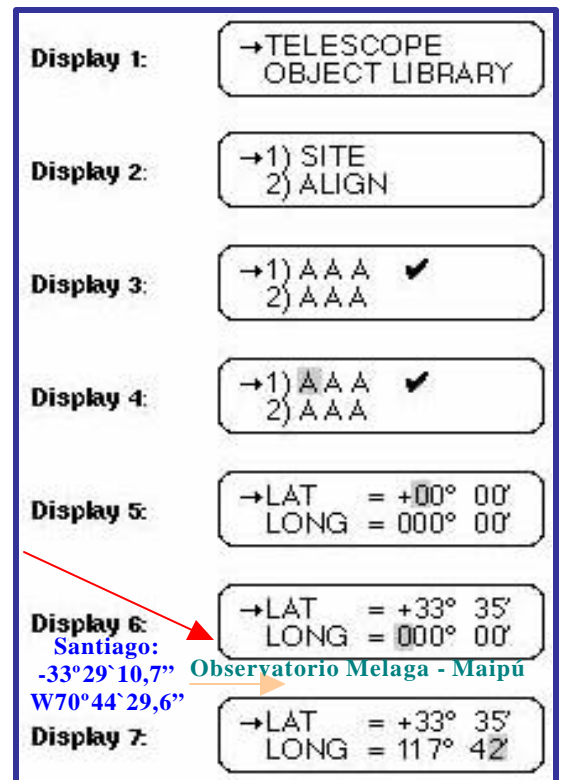 Display 1:
→TELESCOPE
OBJECT LIBRARY
Display 2:
→1) SITE
2) ALIGN
Display 3:
→1) A A A ✔
2) A A A
Display 4:
→1) A A A ✔
2) A A A
Display 5:
→LAT = +00° 00'
LONG = 000° 00'
Display 6:
→LAT = +33° 35'
LONG = 000° 00'
Santiago:
-33º29`10,7”
W70º44`29,6”
Observatorio Melaga - Maipú
Display 7:
→LAT = +33° 35'
LONG = 117° 42'